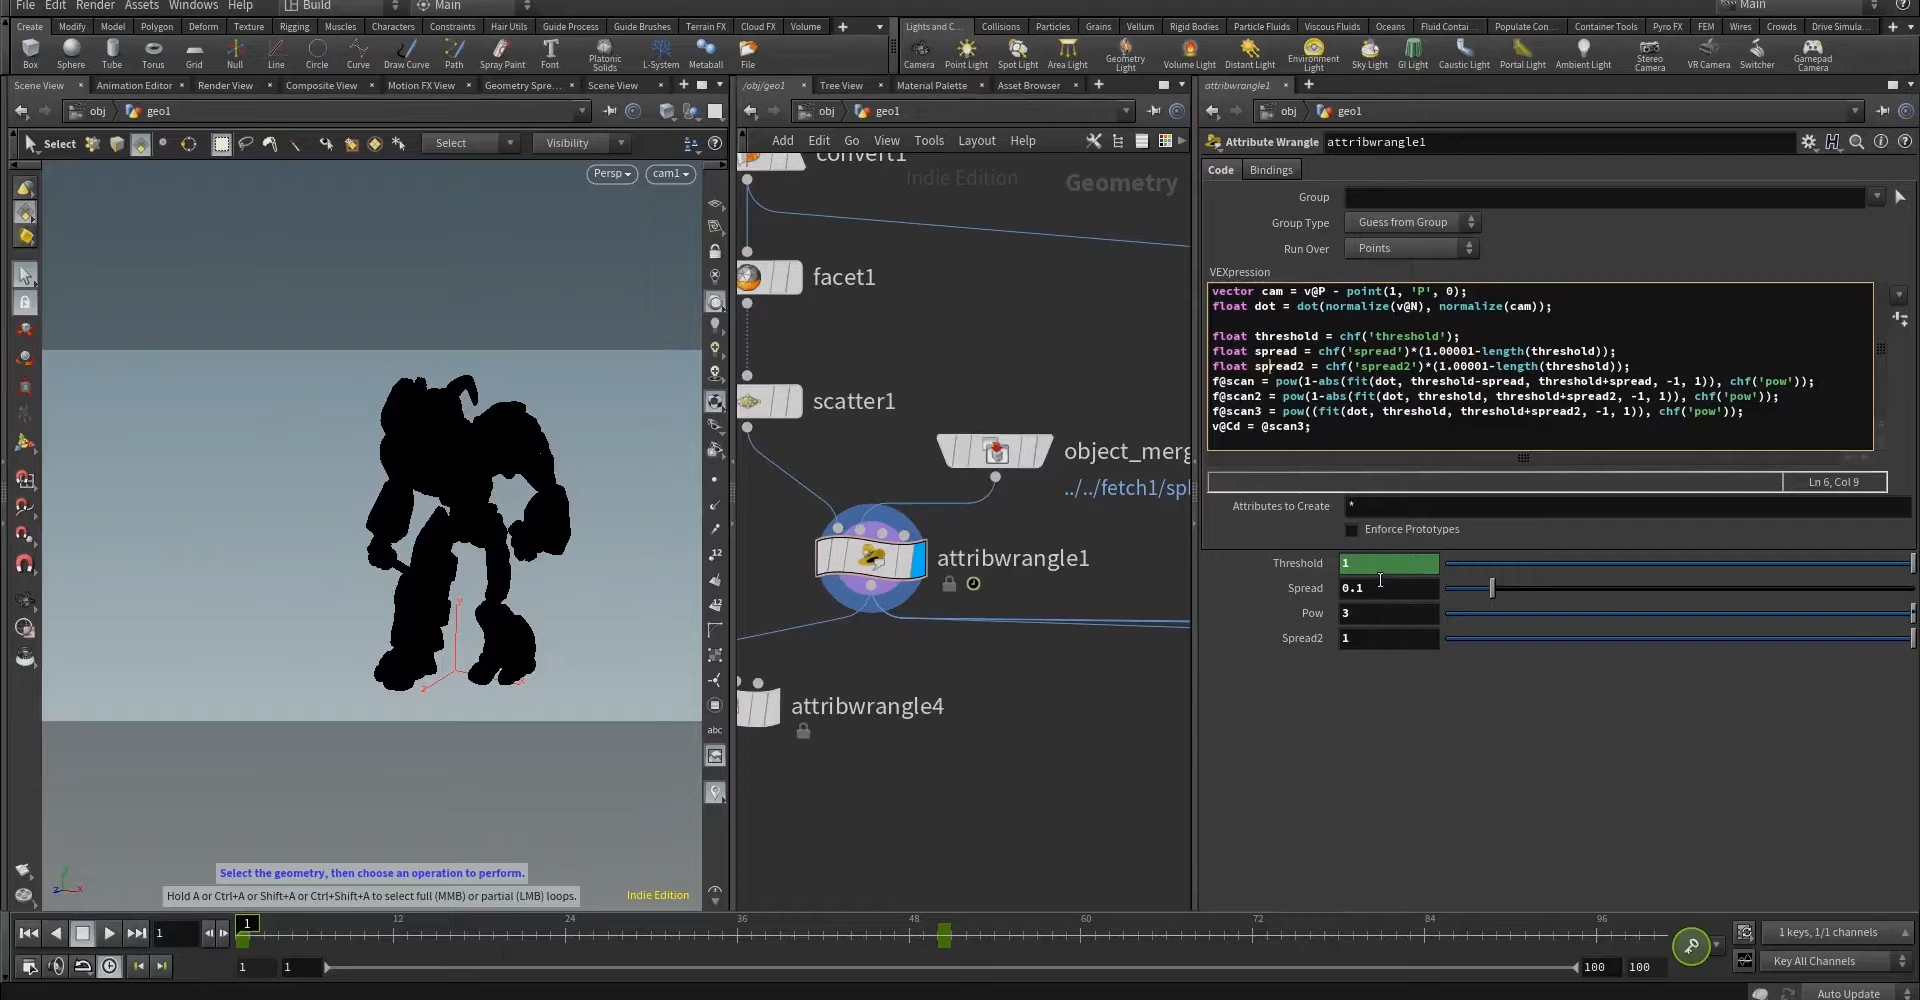 File Edit Render Assets Windows Help Build Main Main
Create Modify Model Polygon Deform Texture Rigging Muscles Characters Constraints Hair Utils Guide Process Guide Brushes Terrain FX Cloud FX Volume
Lights and C... Collisions Particles Grains Vellum Rigid Bodies Particle Fluids Viscous Fluids Oceans Fluid Contai... Populate Con... Container Tools Pyro FX FEM Wires Crowds Drive Simula...
Box Sphere Tube Torus Grid Null Line Circle Curve Draw Curve Path Spray Paint Font Platonic Solids L-System Metaball File
Camera Point Light Spot Light Area Light Geometry Light Volume Light Distant Light Environment Light Sky Light GI Light Caustic Light Portal Light Ambient Light Stereo Camera VR Camera Switcher Gamepad Camera
Scene View Animation Editor Render View Composite View Motion FX View Geometry Spre... Scene View
/obj/geo1 Tree View Material Palette Asset Browser
attribwrangle1
obj geo1
obj geo1
obj geo1
Select Select Visibility
Add Edit Go View Tools Layout Help
Attribute Wrangle attribwrangle1
Persp cam1
convert1
Indie Edition
Geometry
facet1
scatter1
object_merg
../../fetch1/spl
attribwrangle1
attribwrangle4
Code Bindings
Group
Group Type Guess from Group
Run Over Points
VEXpression
vector cam = v@P - point(1, 'P', 0);
float dot = dot(normalize(v@N), normalize(cam));
float threshold = chf('threshold');
float spread = chf('spread')*(1.00001-length(threshold));
float spread2 = chf('spread2')*(1.00001-length(threshold));
f@scan = pow(1-abs(fit(dot, threshold-spread, threshold+spread, -1, 1)), chf('pow'));
f@scan2 = pow(1-abs(fit(dot, threshold, threshold+spread2, -1, 1)), chf('pow'));
f@scan3 = pow((fit(dot, threshold, threshold+spread2, -1, 1)), chf('pow'));
v@Cd = @scan3;
Ln 6, Col 9
Attributes to Create *
Enforce Prototypes
Threshold 1
Spread 0.1
Pow 3
Spread2 1
abc
12
12
y
z
x
y
z x
Select the geometry, then choose an operation to perform.
Hold A or Ctrl+A or Shift+A or Ctrl+Shift+A to select full (MMB) or partial (LMB) loops.
Indie Edition
1 1 12 24 36 48 60 72 84 96
1 keys, 1/1 channels
1 1 100 100
Key All Channels
Auto Update